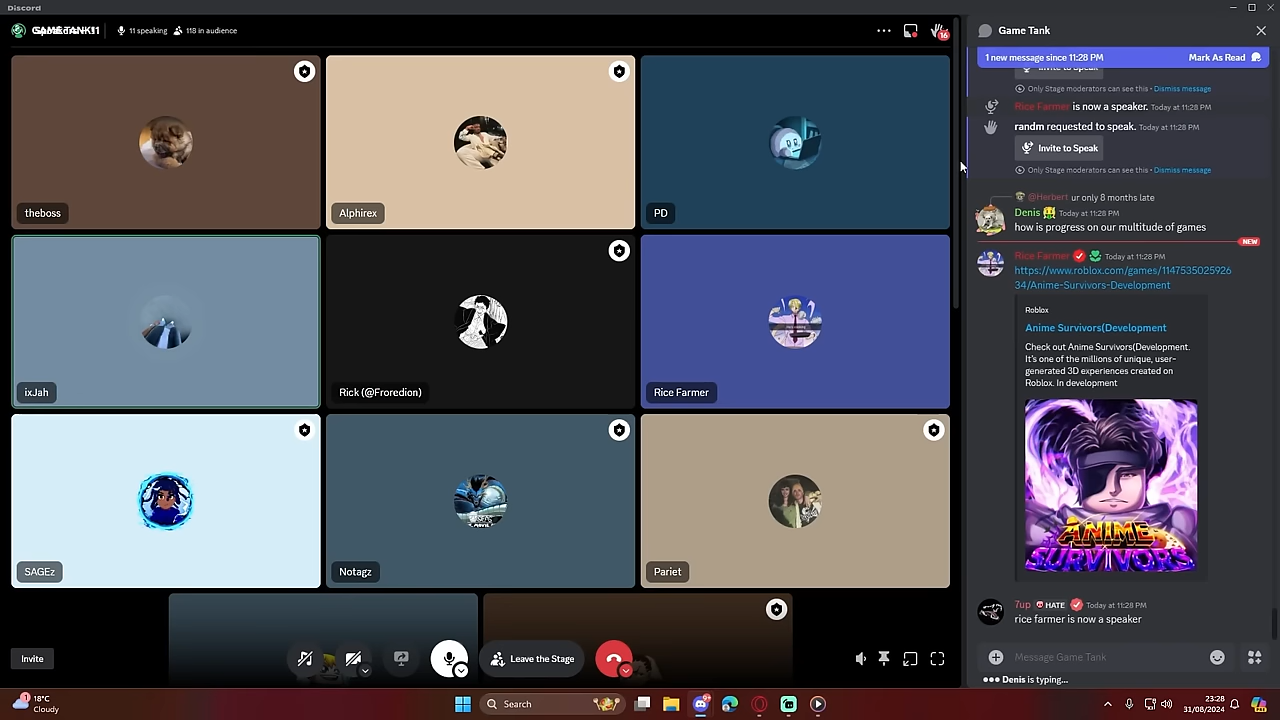 Discord
11 speaking
118 in audience
16
Game Tank
1 new message since 11:28 PM
Mark As Read
Invite to Speak
Only Stage moderators can see this • Dismiss message
Rice Farmer is now a speaker. Today at 11:28 PM
randm requested to speak. Today at 11:28 PM
Invite to Speak
Only Stage moderators can see this • Dismiss message
@Herbert ur only 8 months late
Denis Today at 11:28 PM
how is progress on our multitude of games
NEW
Rice Farmer Today at 11:28 PM
https://www.roblox.com/games/1147535025926
34/Anime-Survivors-Development
Roblox
Anime Survivors(Development
Check out Anime Survivors(Development.
It's one of the millions of unique, user-
generated 3D experiences created on
Roblox. In development
ANIME
SURVIVORS
7up HATE Today at 11:28 PM
rice farmer is now a speaker
Message Game Tank
Denis is typing...
theboss
Alphirex
PD
ixJah
Rick (@Froredion)
Rice Farmer
SAGEz
Notagz
Pariet
Invite
Leave the Stage
1
18°C
Cloudy
Search
23:28
31/08/2024